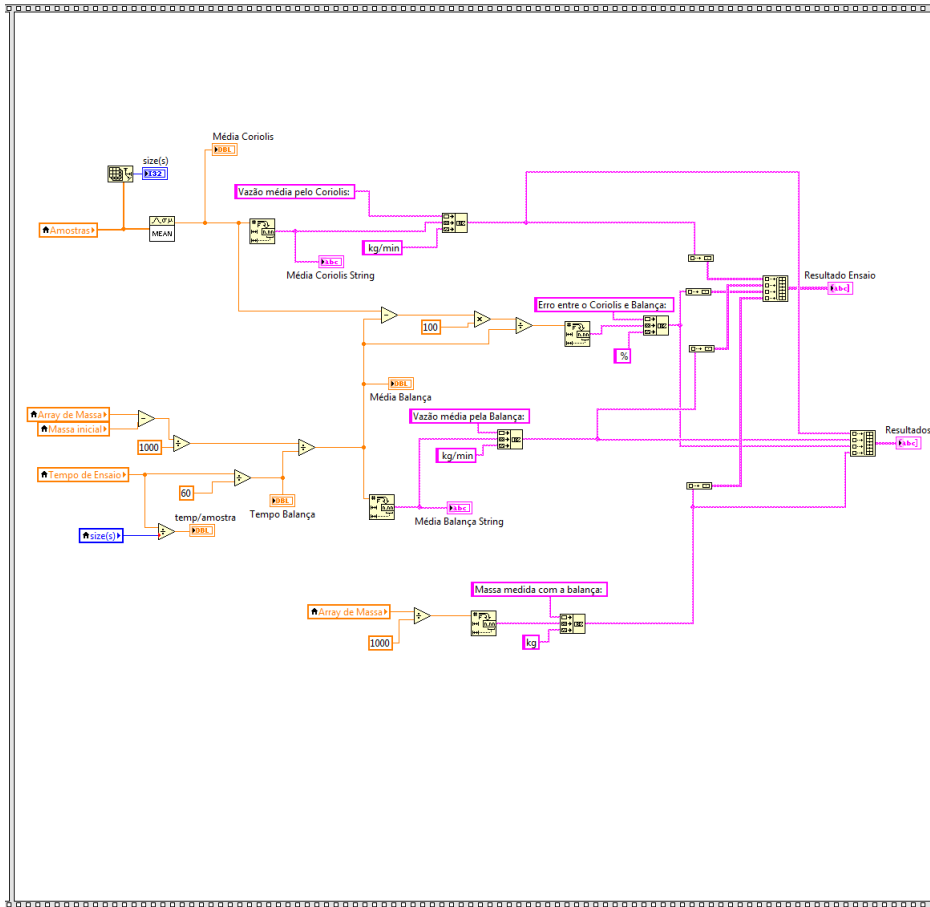 Média Coriolis
DBL
size(s)
I32
Vazão média pelo Coriolis:
Amostras
MEAN
kg/min
abc
Média Coriolis String
Resultado Ensaio
abc
Erro entre o Coriolis e Balança:
100
%
DBL
Média Balança
Array de Massa
Massa inicial
Vazão média pela Balança:
Resultados
abc
1000
kg/min
Tempo de Ensaio
60
DBL
Tempo Balança
temp/amostra
DBL
size(s)
abc
Média Balança String
Massa medida com a balança:
Array de Massa
1000
kg